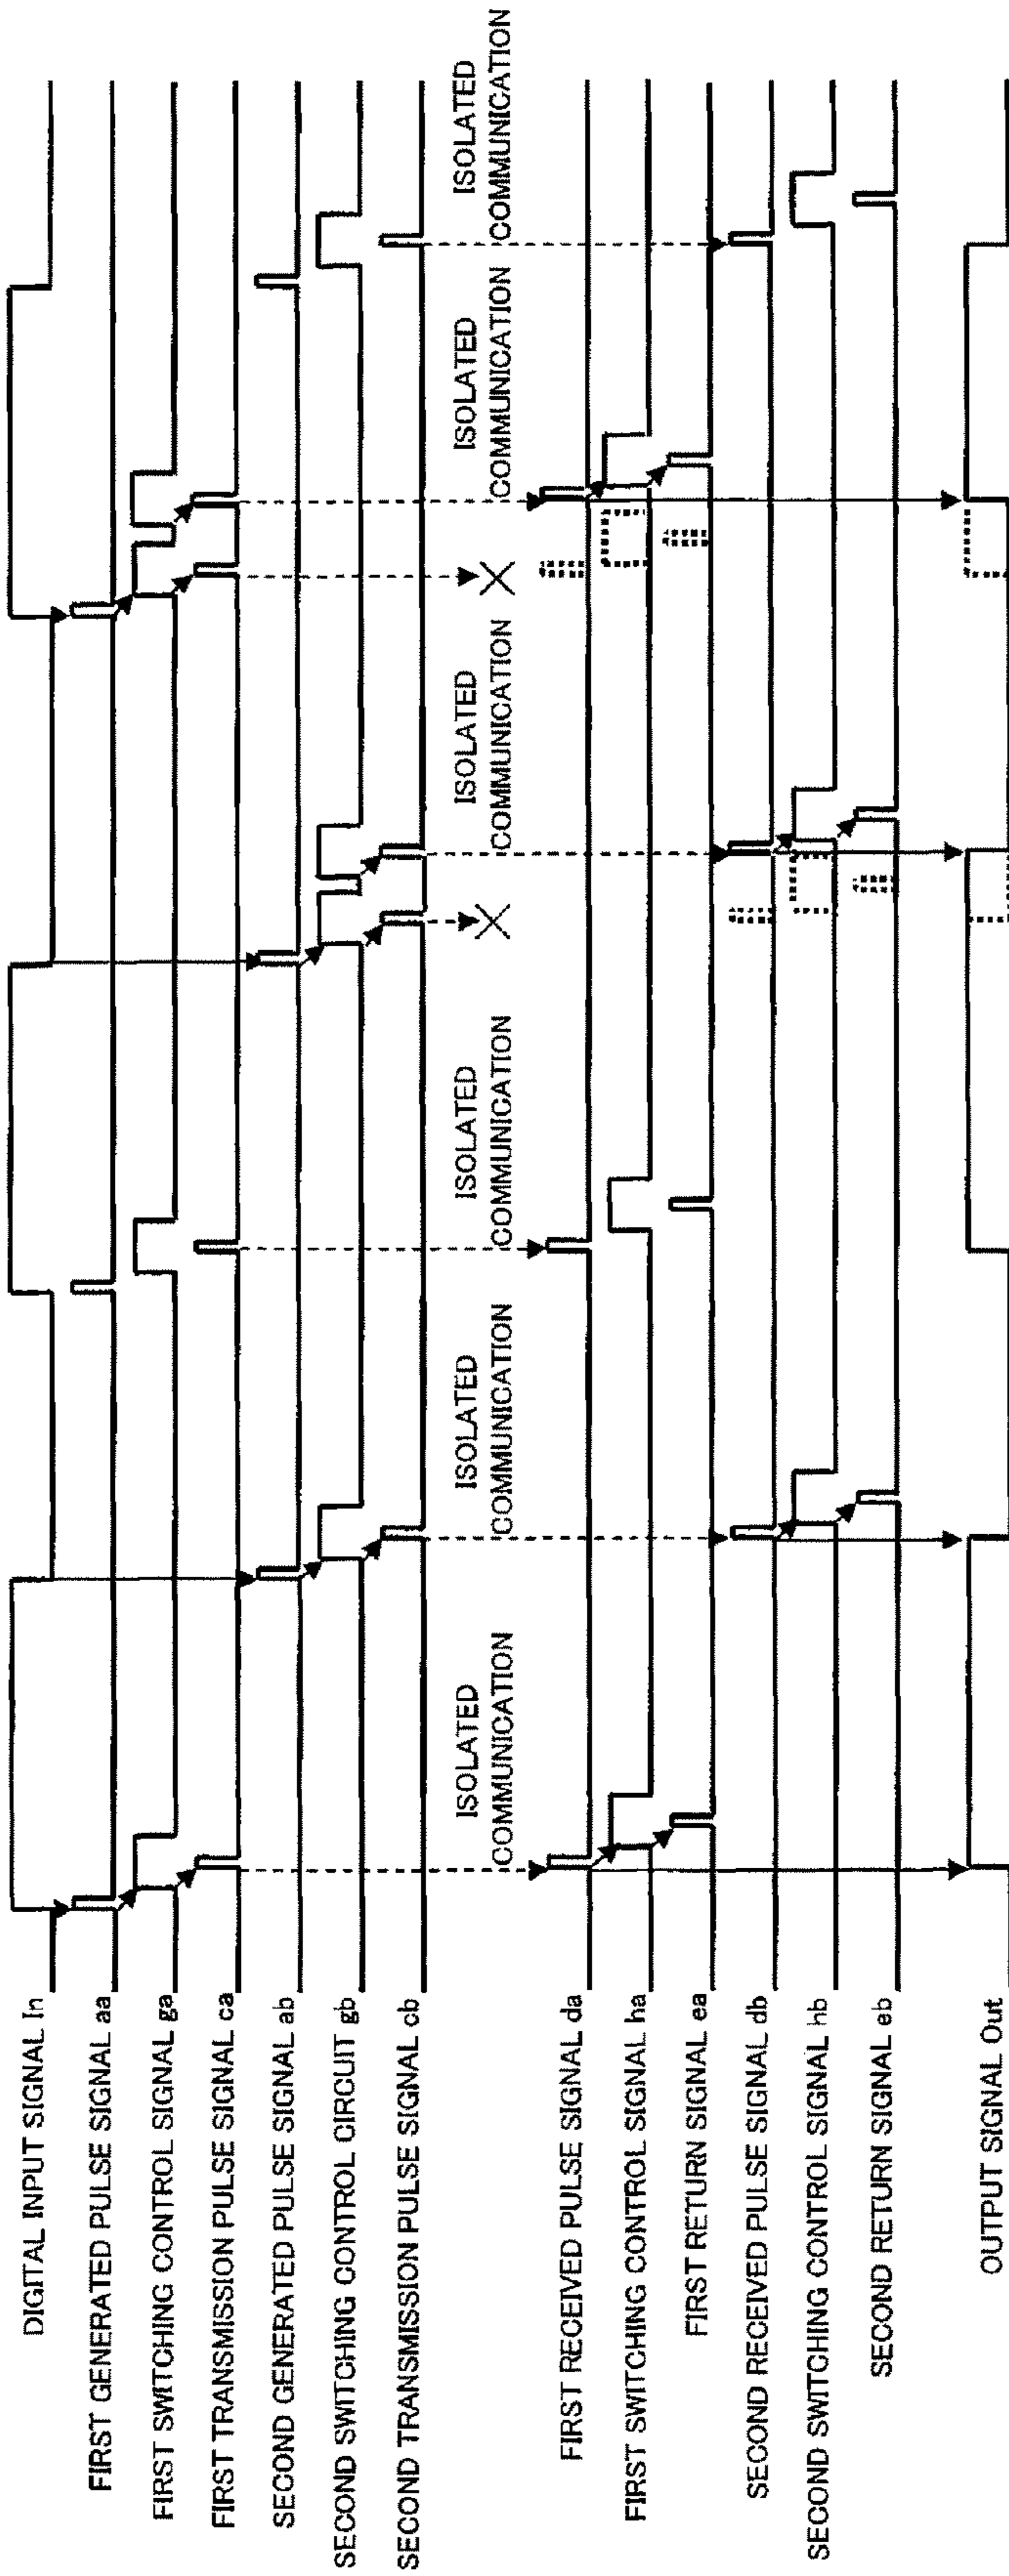 DIGITAL INPUT SIGNAL In
FIRST GENERATED PULSE SIGNAL aa
FIRST SWITCHING CONTROL SIGNAL ga
FIRST TRANSMISSION PULSE SIGNAL ca
SECOND GENERATED PULSE SIGNAL ab
SECOND SWITCHING CONTROL CIRCUIT gb
SECOND TRANSMISSION PULSE SIGNAL cb
ISOLATED
COMMUNICATION
ISOLATED
COMMUNICATION
ISOLATED
COMMUNICATION
ISOLATED
COMMUNICATION
ISOLATED
COMMUNICATION
ISOLATED
COMMUNICATION
FIRST RECEIVED PULSE SIGNAL da
FIRST SWITCHING CONTROL SIGNAL ha
FIRST RETURN SIGNAL ea
SECOND RECEIVED PULSE SIGNAL db
SECOND SWITCHING CONTROL SIGNAL hb
SECOND RETURN SIGNAL eb
OUTPUT SIGNAL Out